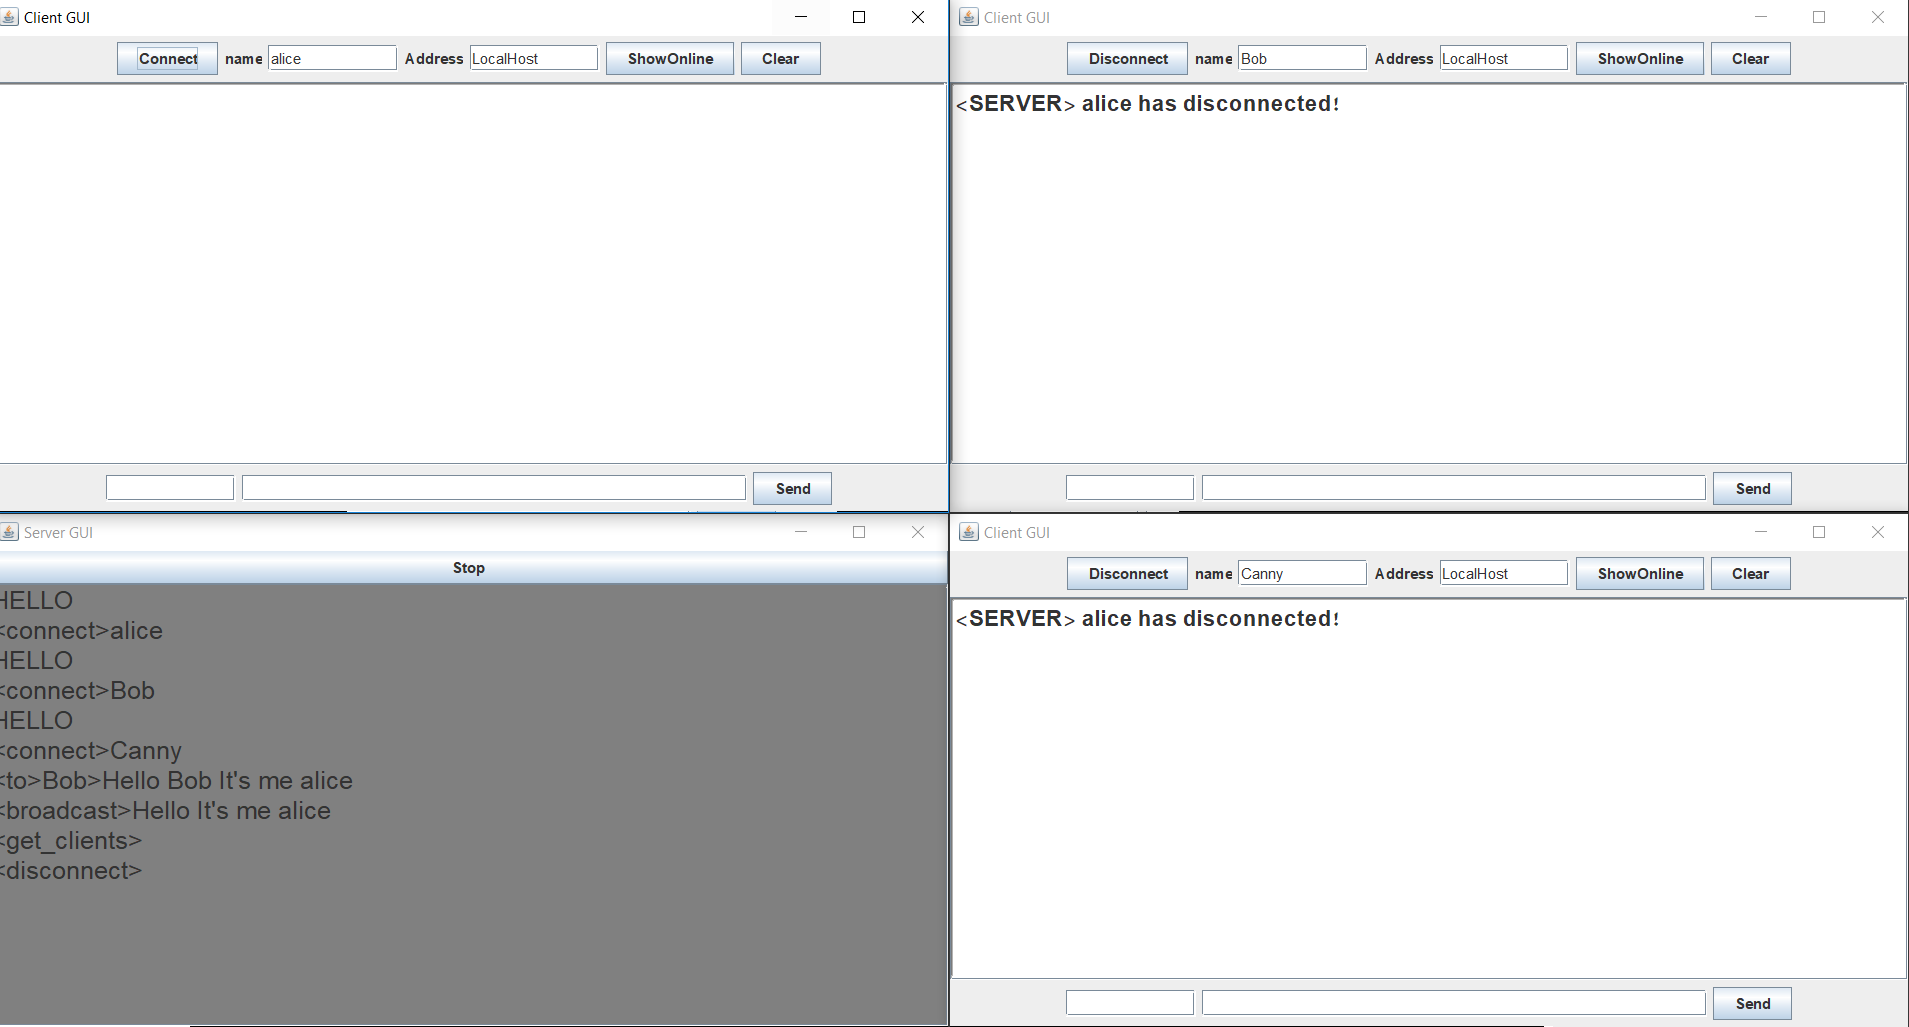 Client GUI
Connect name alice Address LocalHost ShowOnline Clear
Send
Client GUI
Disconnect name Bob Address LocalHost ShowOnline Clear
<SERVER> alice has disconnected!
Send
Server GUI
Stop
HELLO
<connect>alice
HELLO
<connect>Bob
HELLO
<connect>Canny
<to>Bob>Hello Bob It's me alice
<broadcast>Hello It's me alice
<get_clients>
<disconnect>
Client GUI
Disconnect name Canny Address LocalHost ShowOnline Clear
<SERVER> alice has disconnected!
Send